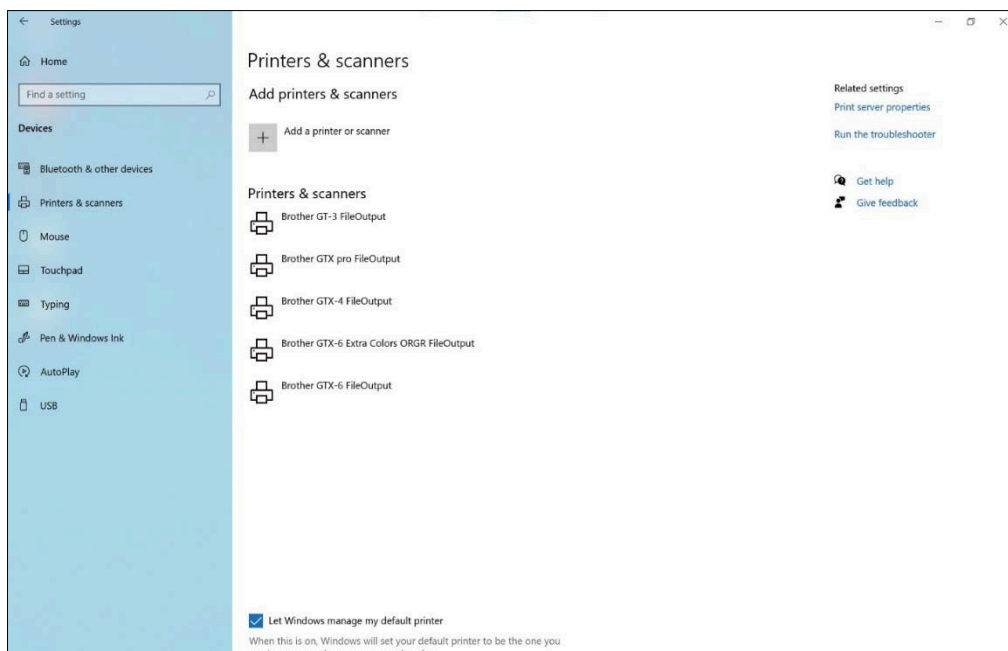 Settings
Home
Find a setting
Devices
Bluetooth & other devices
Printers & scanners
Mouse
Touchpad
Typing
Pen & Windows Ink
AutoPlay
USB
Printers & scanners
Add printers & scanners
Add a printer or scanner
Printers & scanners
Brother GT-3 FileOutput
Brother GTX pro FileOutput
Brother GTX-4 FileOutput
Brother GTX-6 Extra Colors ORGR FileOutput
Brother GTX-6 FileOutput
Let Windows manage my default printer
When this is on, Windows will set your default printer to be the one you
Related settings
Print server properties
Run the troubleshooter
Get help
Give feedback